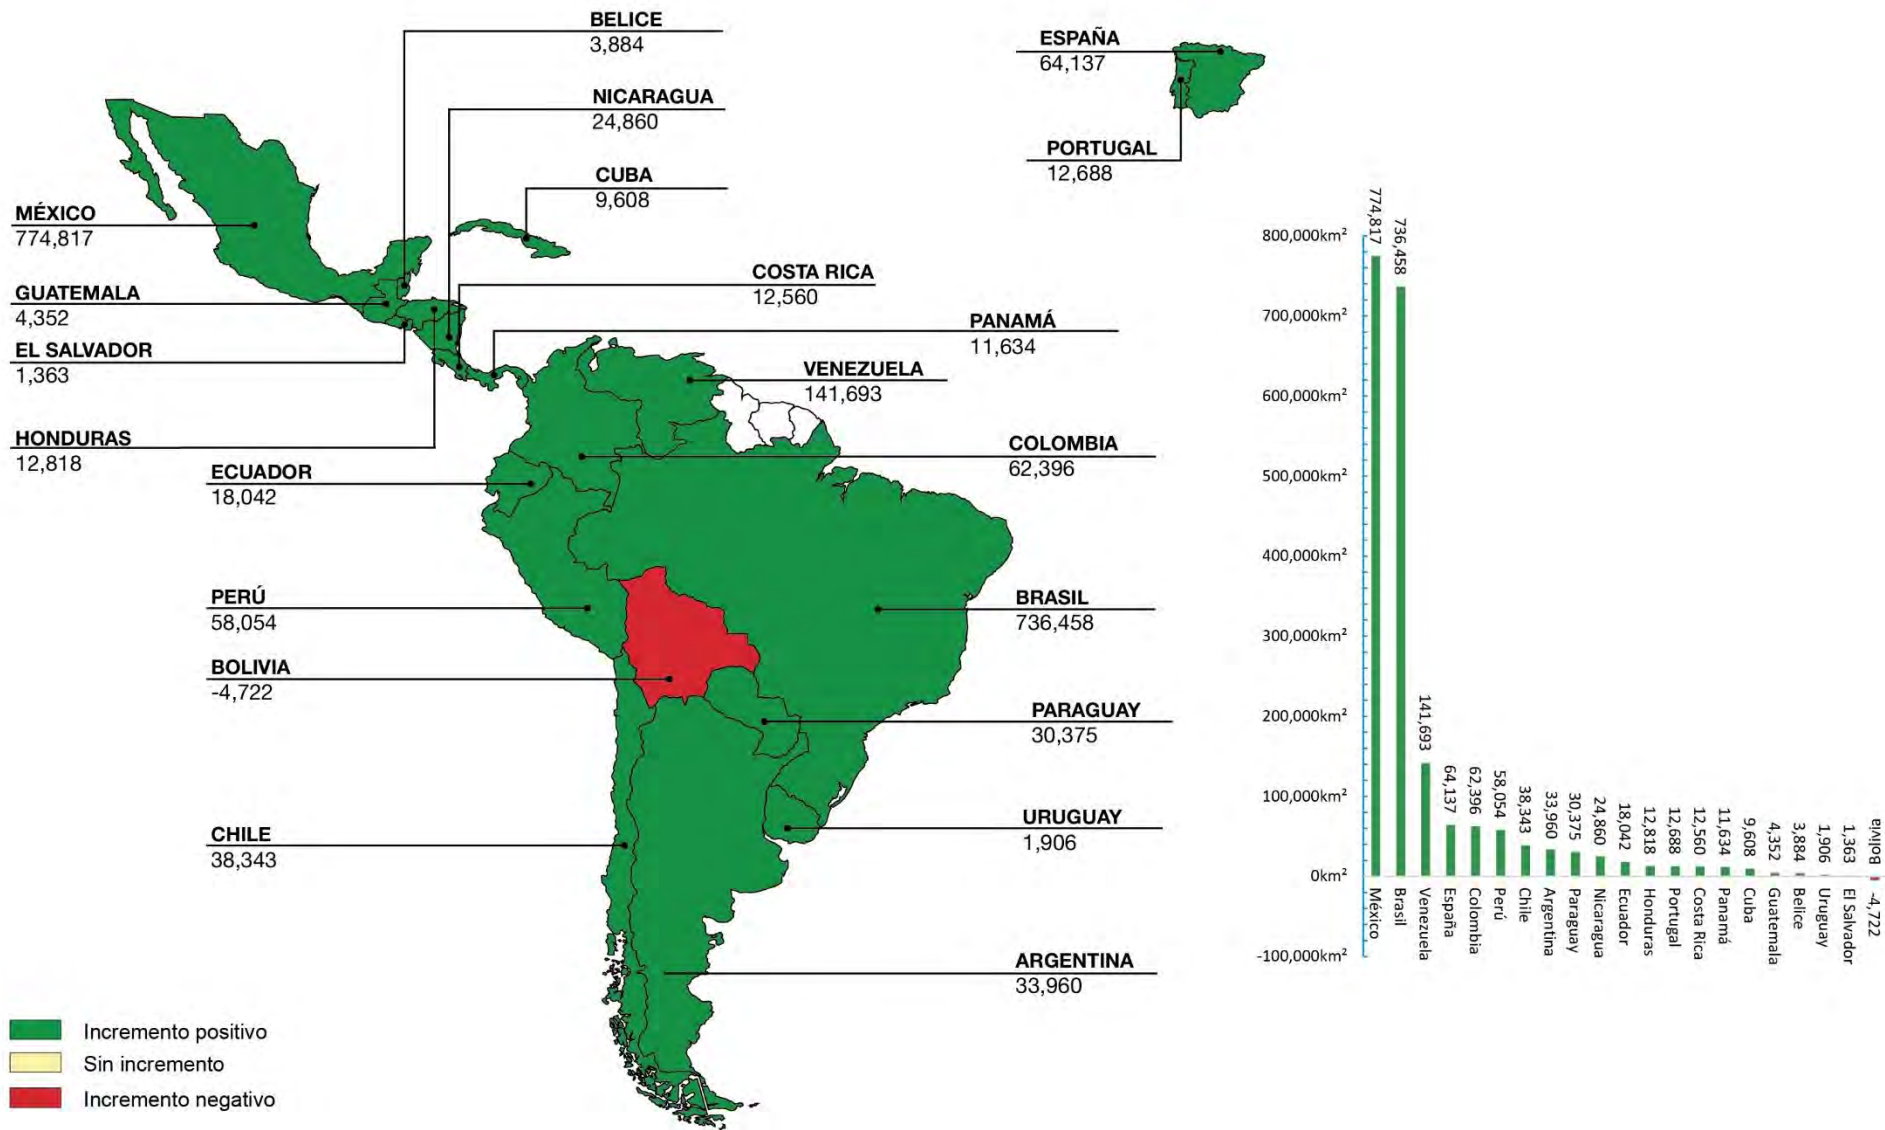 BELICE
3,884
NICARAGUA
24,860
CUBA
9,608
ESPAÑA
64,137
PORTUGAL
12,688
MÉXICO
774,817
GUATEMALA
4,352
EL SALVADOR
1,363
HONDURAS
12,818
COSTA RICA
12,560
PANAMÁ
11,634
VENEZUELA
141,693
COLOMBIA
62,396
ECUADOR
18,042
PERÚ
58,054
BOLIVIA
-4,722
BRASIL
736,458
PARAGUAY
30,375
URUGUAY
1,906
CHILE
38,343
ARGENTINA
33,960
Incremento positivo
Sin incremento
Incremento negativo
800,000km²
700,000km²
600,000km²
500,000km²
400,000km²
300,000km²
200,000km²
100,000km²
0km²
-100,000km²
774,817
736,458
141,693
64,137
62,396
58,054
38,343
33,960
30,375
24,860
18,042
12,818
12,688
12,560
11,634
9,608
4,352
3,884
1,906
1,363
Bolivia
México
Brasil
Venezuela
España
Colombia
Perú
Chile
Argentina
Paraguay
Nicaragua
Ecuador
Honduras
Portugal
Costa Rica
Panamá
Cuba
Guatemala
Belice
Uruguay
El Salvador
-4,722